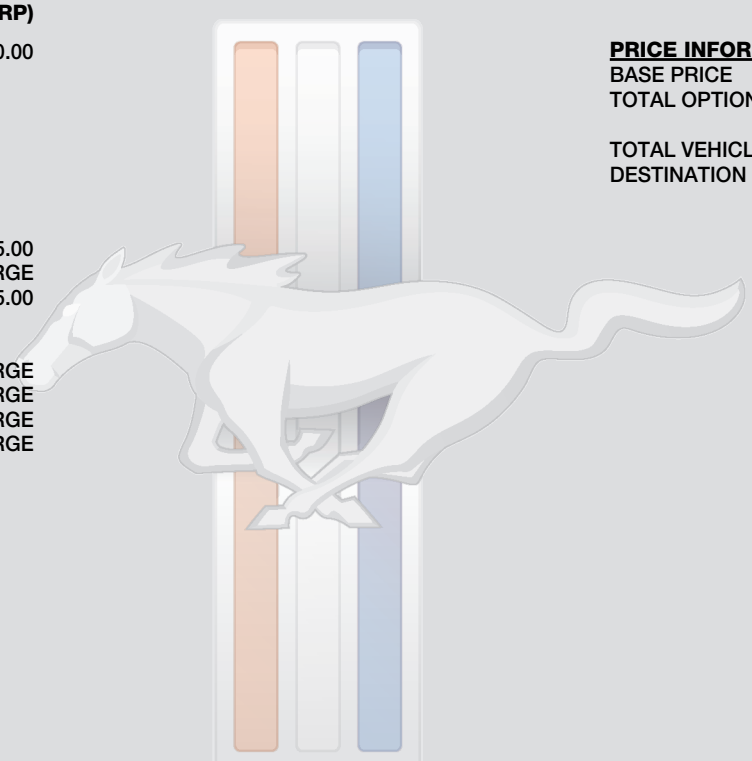 RP)
0.00
5.00
RGE
5.00
RGE
RGE
RGE
RGE
PRICE INFOR
BASE PRICE
TOTAL OPTION
TOTAL VEHICL
DESTINATION